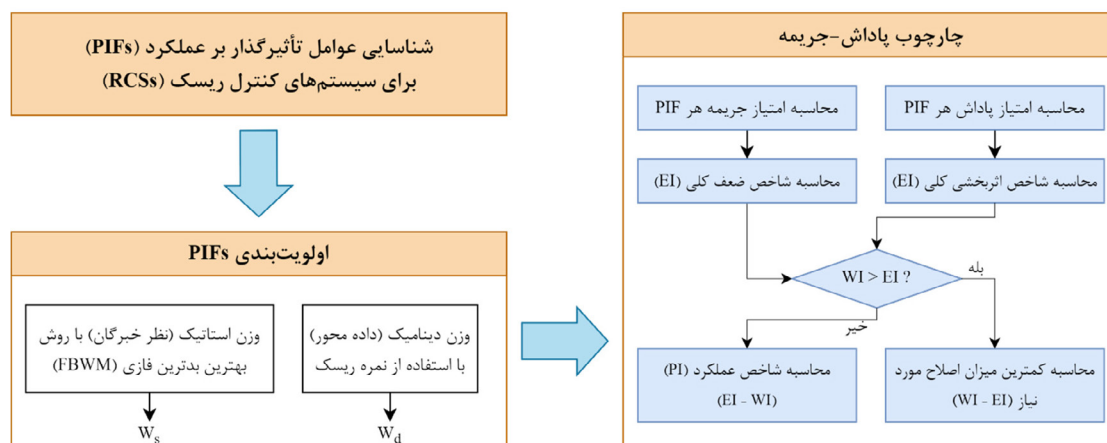 شناسایی عوامل تأثیرگذار بر عملکرد (PIFs)
برای سیستم‌های کنترل ریسک (RCSs)
اولویت‌بندی PIFs
وزن دینامیک (داده محور)
با استفاده از نمره ریسک
وزن استاتیک (نظر خبرگان) با روش
بهترین بدترین فازی (FBWM)
W_d
W_s
چارچوب پاداش-جریمه
محاسبه امتیاز پاداش هر PIF
محاسبه امتیاز جریمه هر PIF
محاسبه شاخص اثربخشی کلی (EI)
محاسبه شاخص ضعف کلی (EI)
WI > EI ?
بله
خیر
محاسبه کمترین میزان اصلاح مورد
نیاز (WI - EI)
محاسبه شاخص عملکرد (PI)
(EI - WI)